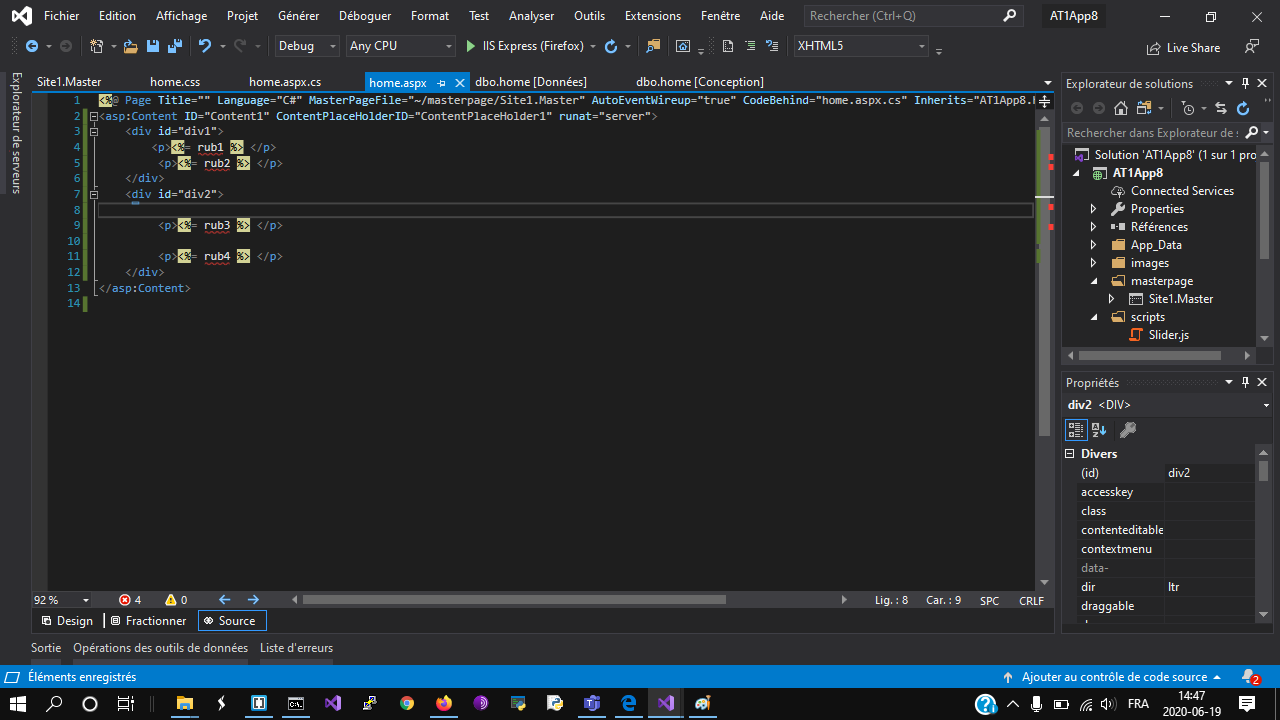 Fichier Edition Affichage Projet Générer Déboguer Format Test Analyser Outils Extensions Fenêtre Aide Rechercher (Ctrl+Q) AT1App8
Debug Any CPU IIS Express (Firefox) XHTML5 Live Share
Explorateur de serveurs
Site1.Master home.css home.aspx.cs home.aspx dbo.home [Données] dbo.home [Conception]
1 <%@ Page Title="" Language="C#" MasterPageFile="~/masterpage/Site1.Master" AutoEventWireup="true" CodeBehind="home.aspx.cs" Inherits="AT1App8.
2 <asp:Content ID="Content1" ContentPlaceHolderID="ContentPlaceHolder1" runat="server">
3 <div id="div1">
4 <p><%= rub1 %> </p>
5 <p><%= rub2 %> </p>
6 </div>
7 <div id="div2">
8
9 <p><%= rub3 %> </p>
10
11 <p><%= rub4 %> </p>
12 </div>
13 </asp:Content>
14
92 % 4 0 Lig. : 8 Car. : 9 SPC CRLF
Design Fractionner Source
Sortie Opérations des outils de données Liste d'erreurs
Explorateur de solutions
Rechercher dans Explorateur de s
Solution 'AT1App8' (1 sur 1 pro
AT1App8
Connected Services
Properties
Références
App_Data
images
masterpage
Site1.Master
scripts
Slider.js
Propriétés
div2 <DIV>
Divers
(id) div2
accesskey
class
contenteditable
contextmenu
data-
dir ltr
draggable
Éléments enregistrés Ajouter au contrôle de code source 2
FRA 14:47
2020-06-19